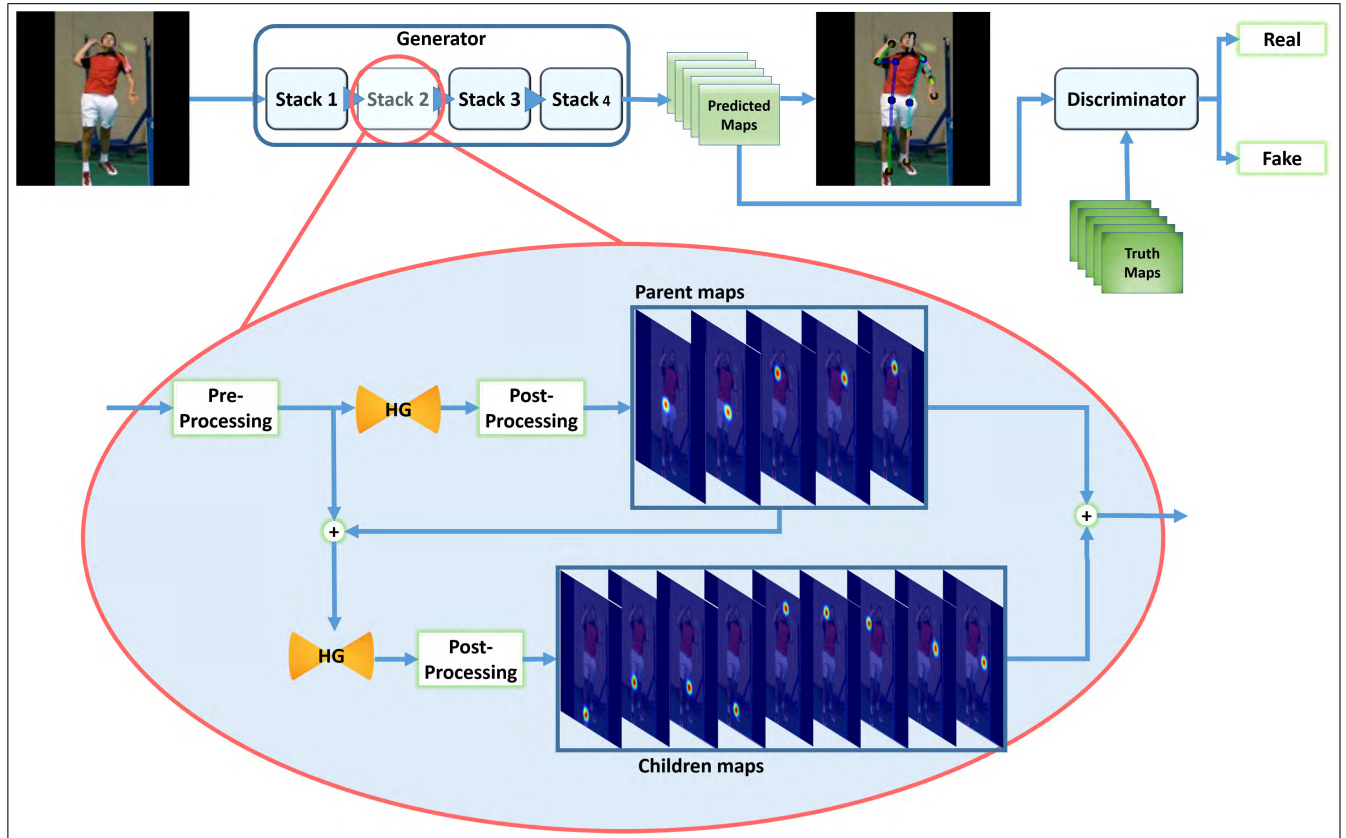 Generator
Stack 1
Stack 2
Stack 3
Stack 4
Predicted
Maps
Discriminator
Real
Fake
Truth
Maps
Parent maps
Pre-
Processing
HG
Post-
Processing
+
+
HG
Post-
Processing
Children maps